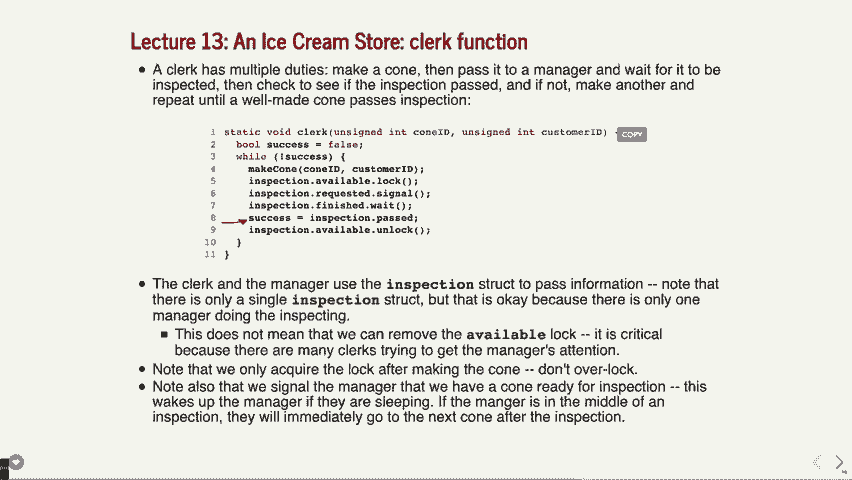 Lecture 13: An Ice Cream Store: clerk function
• A clerk has multiple duties: make a cone, then pass it to a manager and wait for it to be
inspected, then check to see if the inspection passed, and if not, make another and
repeat until a well-made cone passes inspection:
1 static void clerk(unsigned int coneID, unsigned int customerID)
COPY
2 bool success = false;
3 while (!success) {
4 makeCone(coneID, customerID);
5 inspection.available.lock();
6 inspection.requested.signal();
7 inspection.finished.wait();
8 success = inspection.passed;
9 inspection.available.unlock();
10 }
11 }
• The clerk and the manager use the inspection struct to pass information -- note that
there is only a single inspection struct, but that is okay because there is only one
manager doing the inspecting.
■ This does not mean that we can remove the available lock -- it is critical
because there are many clerks trying to get the manager's attention.
• Note that we only acquire the lock after making the cone -- don't over-lock.
• Note also that we signal the manager that we have a cone ready for inspection -- this
wakes up the manager if they are sleeping. If the manger is in the middle of an
inspection, they will immediately go to the next cone after the inspection.